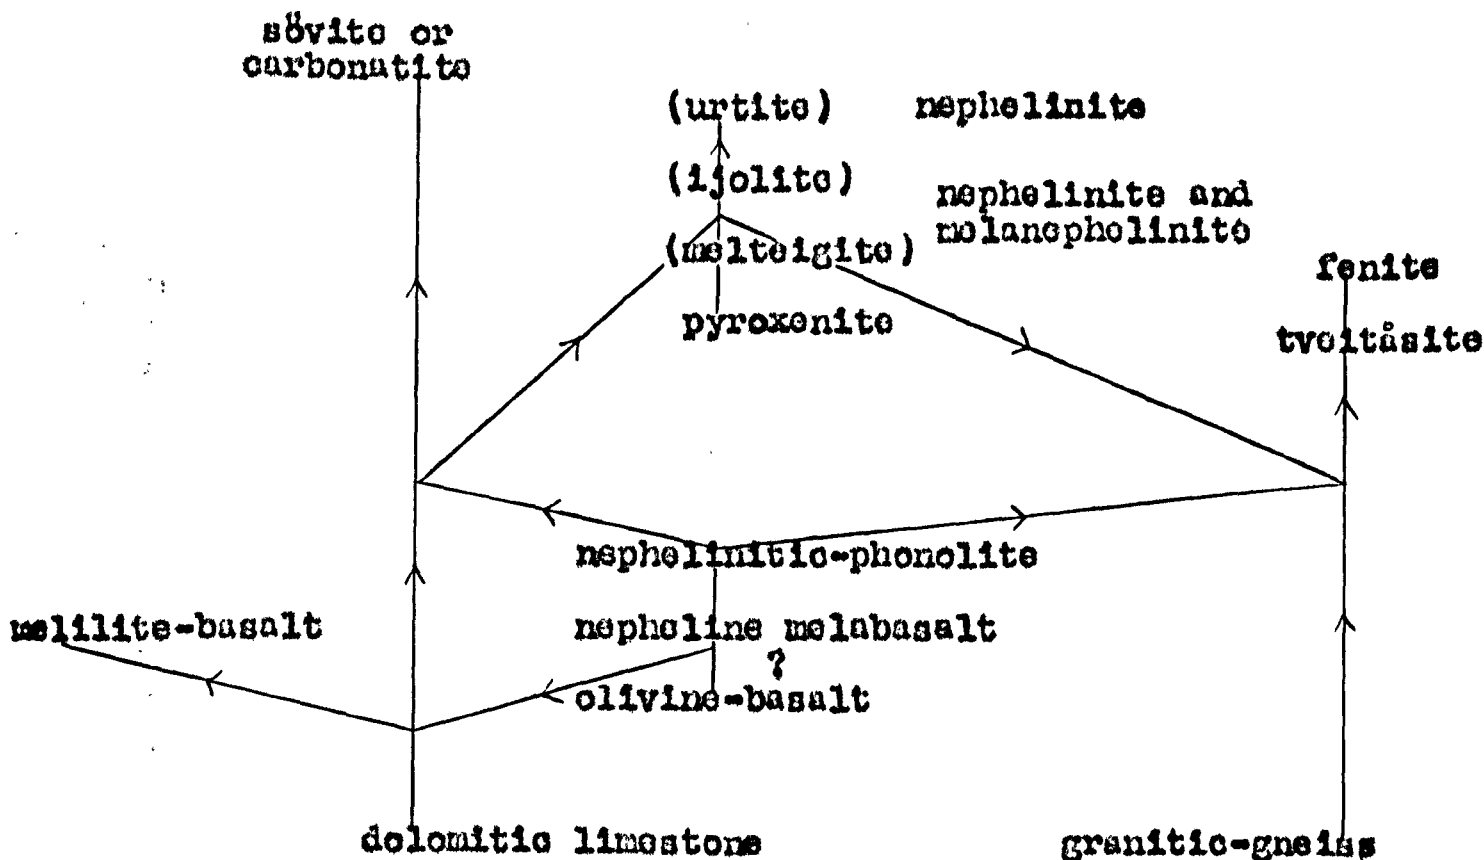 sövite or
carbonatite
(urtite) nephelinite
(ijolite)
nephelinite and
melanephelinite
(melteigite)
fenite
pyroxenite
tveitåsite
nephelinitic-phonolite
melilite-basalt
nepheline melabasalt
?
olivine-basalt
dolomitic limestone
granitic-gneiss